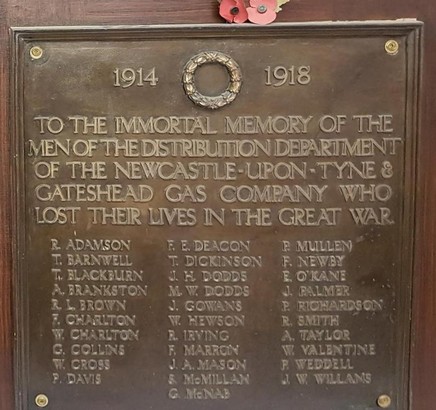 1914 1918
TO THE IMMORTAL MEMORY OF THE
MEN OF THE DISTRIBUTION DEPARTMENT
OF THE NEWCASTLE-UPON-TYNE &
GATESHEAD GAS COMPANY WHO
LOST THEIR LIVES IN THE GREAT WAR
R. ADAMSON
T. BARNWELL
T. BLACKBURN
A. BRANKSTON
R. L. BROWN
F. CHARLTON
W. CHARLTON
G. COLLINS
W. CROSS
P. DAVIS
F. E. DEACON
T. DICKINSON
J. H. DODDS
M. W. DODDS
J. GOWANS
W. HEWSON
R. IRVING
F. MARRON
J. A. MASON
S. McMILLAN
G. McNAB
P. MULLEN
F. NEWBY
E. O'KANE
J. PALMER
P. RICHARDSON
R. SMITH
A. TAYLOR
W. VALENTINE
P. WEDDELL
J. W. WILLANS